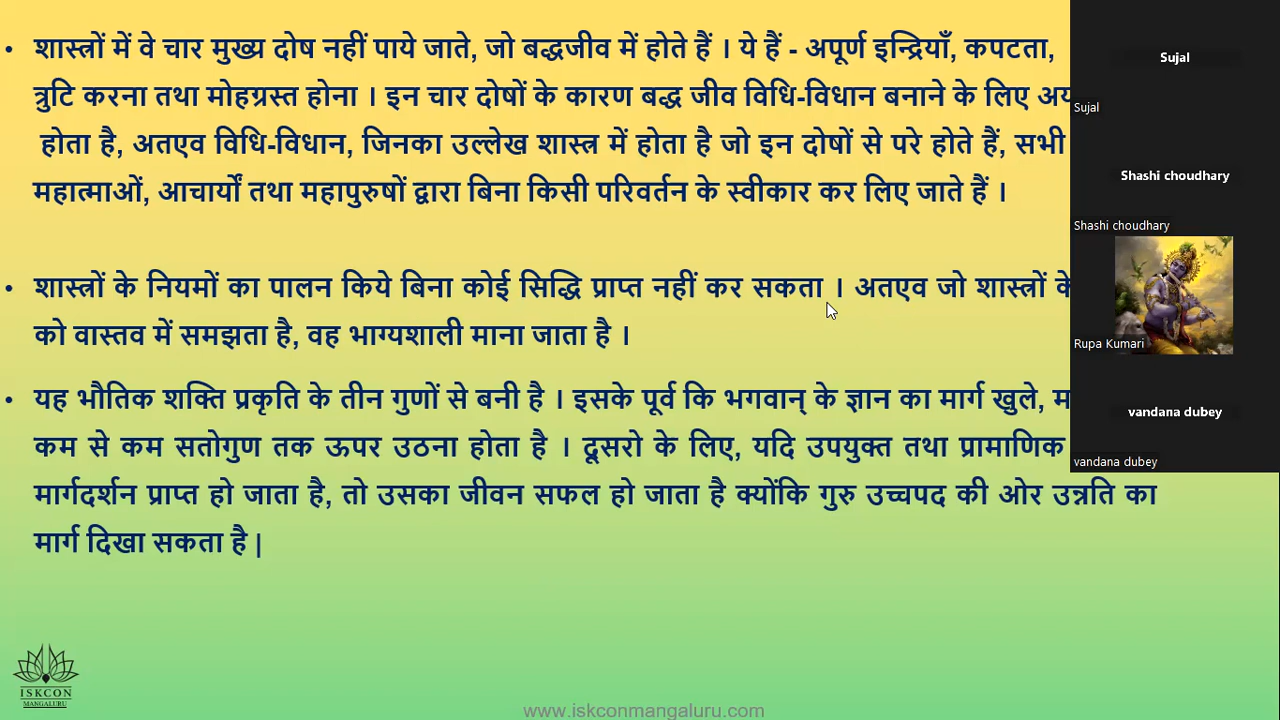 • शास्त्रों में वे चार मुख्य दोष नहीं पाये जाते, जो बद्धजीव में होते हैं । ये हैं - अपूर्ण इन्द्रियाँ, कपटता,
त्रुटि करना तथा मोहग्रस्त होना । इन चार दोषों के कारण बद्ध जीव विधि-विधान बनाने के लिए
होता है, अतएव विधि-विधान, जिनका उल्लेख शास्त्र में होता है जो इन दोषों से परे होते हैं, सभी
महात्माओं, आचार्यों तथा महापुरुषों द्वारा बिना किसी परिवर्तन के स्वीकार कर लिए जाते हैं ।
• शास्त्रों के नियमों का पालन किये बिना कोई सिद्धि प्राप्त नहीं कर सकता । अतएव जो शास्त्रों के
को वास्तव में समझता है, वह भाग्यशाली माना जाता है ।
• यह भौतिक शक्ति प्रकृति के तीन गुणों से बनी है । इसके पूर्व कि भगवान् के ज्ञान का मार्ग खुले,
कम से कम सतोगुण तक ऊपर उठना होता है । दूसरो के लिए, यदि उपयुक्त तथा प्रामाणिक
मार्गदर्शन प्राप्त हो जाता है, तो उसका जीवन सफल हो जाता है क्योंकि गुरु उच्चपद की ओर उन्नति का
मार्ग दिखा सकता है |
Sujal
Sujal
Shashi choudhary
Shashi choudhary
Rupa Kumari
vandana dubey
vandana dubey
ISKCON
MANGALURU
www.iskconmangaluru.com